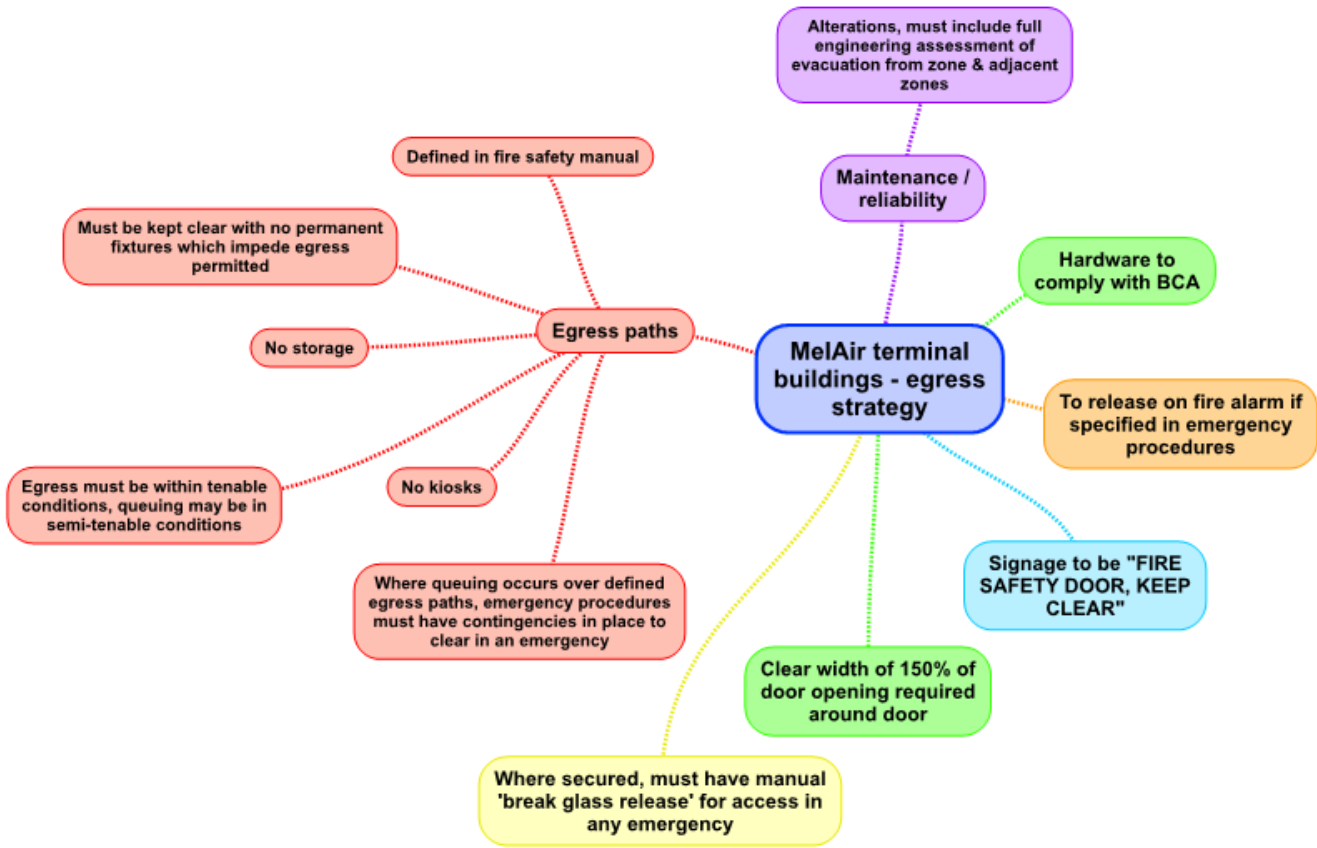 Alterations, must include full
engineering assessment of
evacuation from zone & adjacent
zones
Defined in fire safety manual
Maintenance /
reliability
Must be kept clear with no permanent
fixtures which impede egress
permitted
Hardware to
comply with BCA
Egress paths
No storage
MelAir terminal
buildings - egress
strategy
To release on fire alarm if
specified in emergency
procedures
Egress must be within tenable
conditions, queuing may be in
semi-tenable conditions
No kiosks
Signage to be "FIRE
SAFETY DOOR, KEEP
CLEAR"
Where queuing occurs over defined
egress paths, emergency procedures
must have contingencies in place to
clear in an emergency
Clear width of 150% of
door opening required
around door
Where secured, must have manual
'break glass release' for access in
any emergency